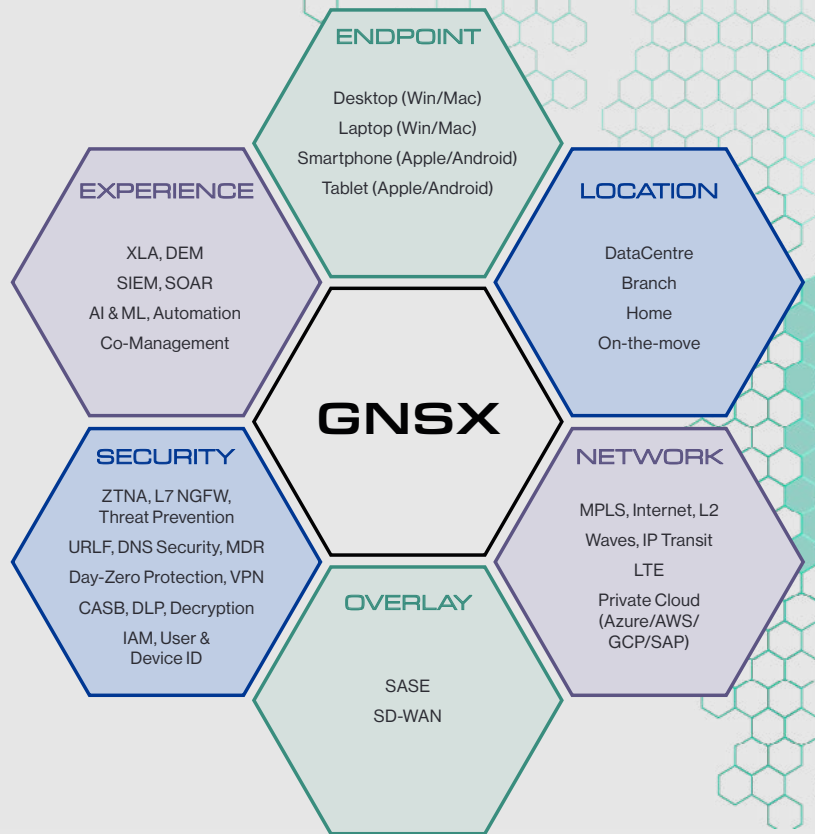 ENDPOINT
Desktop (Win/Mac)
Laptop (Win/Mac)
Smartphone (Apple/Android)
Tablet (Apple/Android)
EXPERIENCE
XLA, DEM
SIEM, SOAR
AI & ML, Automation
Co-Management
LOCATION
DataCentre
Branch
Home
On-the-move
GNSX
SECURITY
ZTNA, L7 NGFW,
Threat Prevention
URLF, DNS Security, MDR
Day-Zero Protection, VPN
CASB, DLP, Decryption
IAM, User &
Device ID
NETWORK
MPLS, Internet, L2
Waves, IP Transit
LTE
Private Cloud
(Azure/AWS/
GCP/SAP)
OVERLAY
SASE
SD-WAN